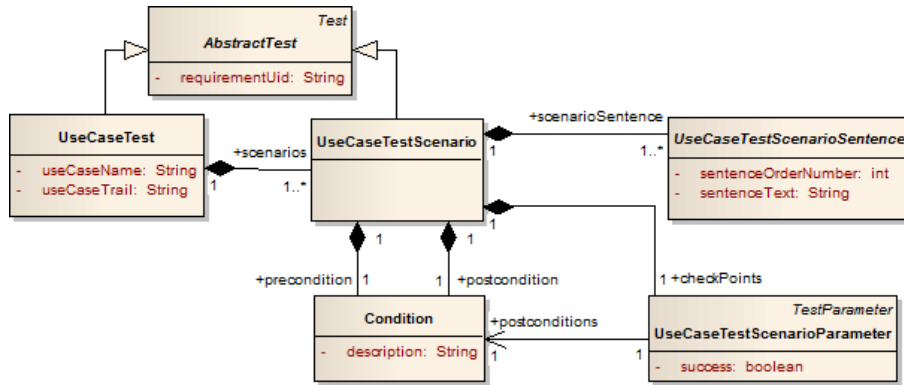 Test
AbstractTest
- requirementUid: String
UseCaseTest
- useCaseName: String
- useCaseTrail: String
+scenarios
1
1..*
UseCaseTestScenario
+scenarioSentence
1
1..*
UseCaseTestScenarioSentence
- sentenceOrderNumber: int
- sentenceText: String
1
1
1
+precondition
1
1
+postcondition
1
+checkPoints
Condition
- description: String
+postconditions
1
1
TestParameter
UseCaseTestScenarioParameter
- success: boolean